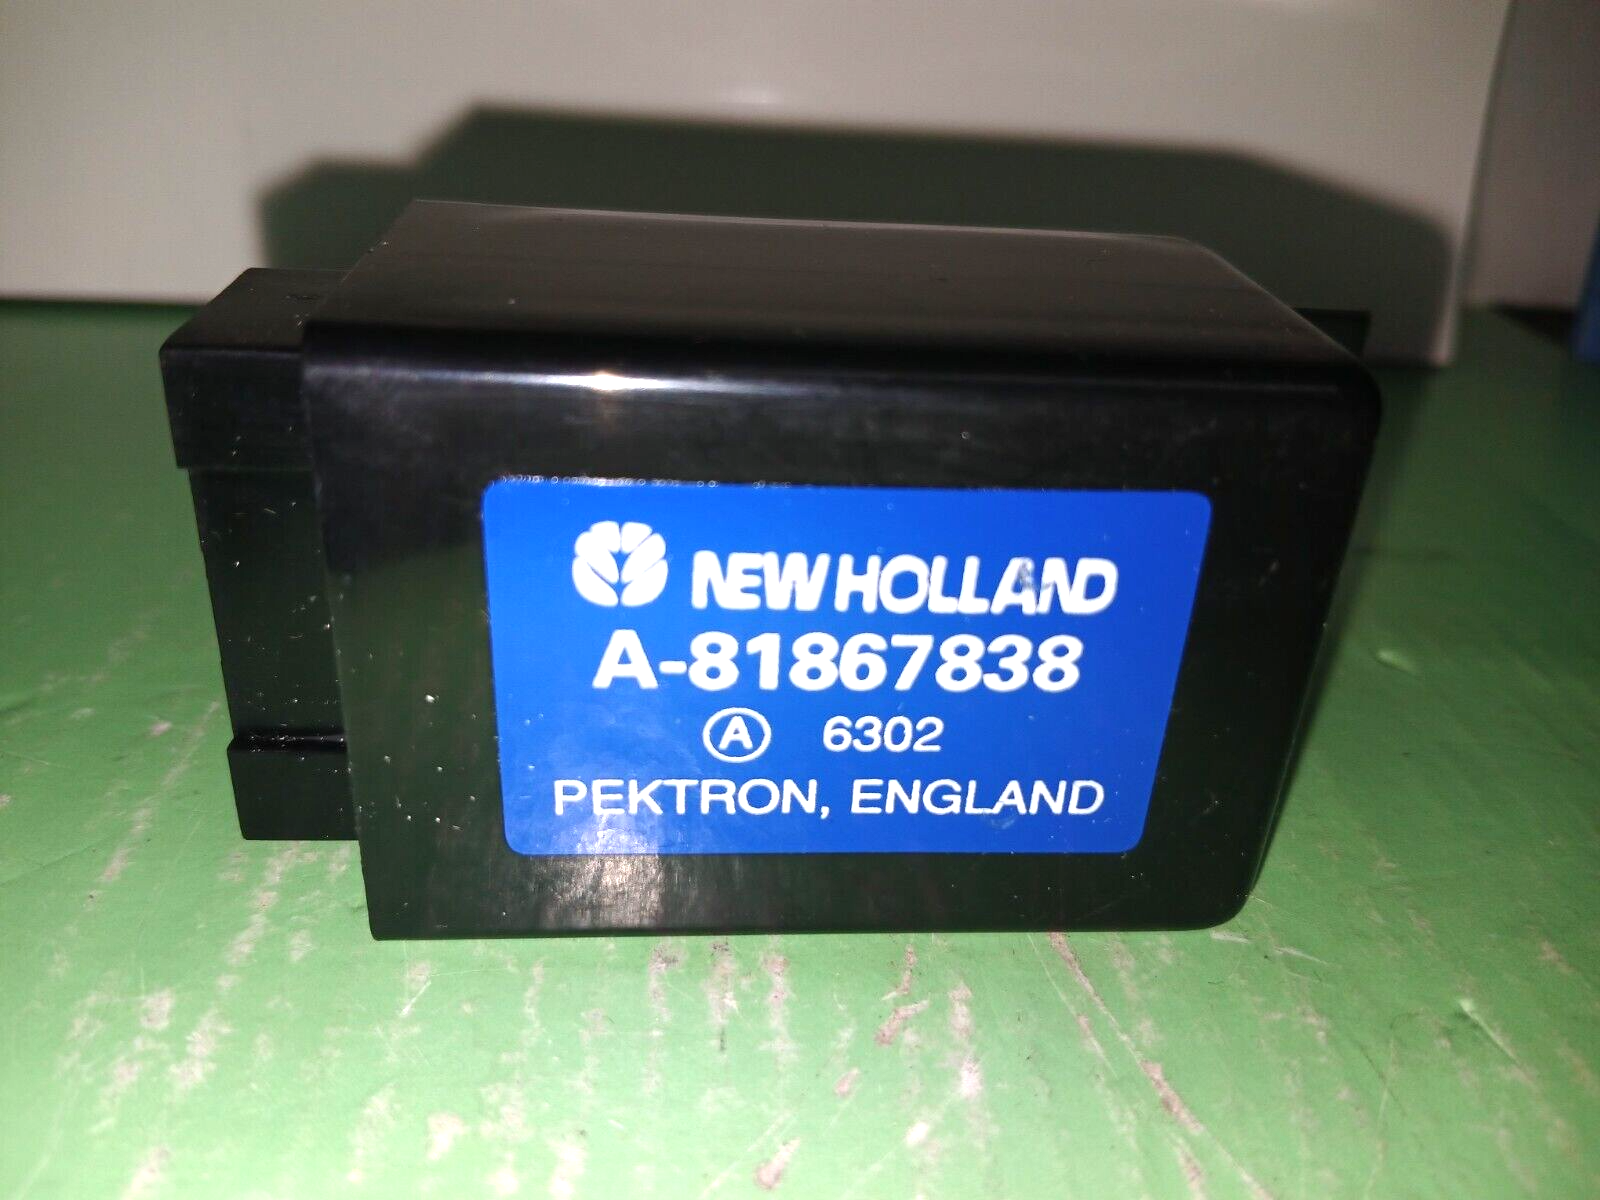 NEW HOLLAND
A-81867838
Ⓐ 6302
PEKTRON, ENGLAND